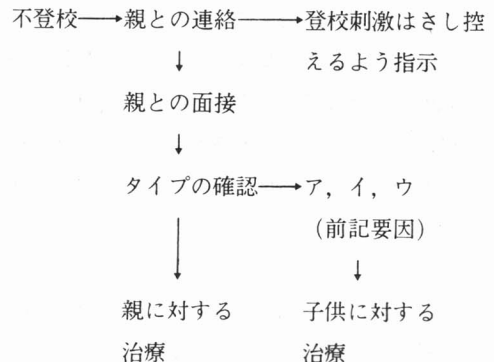 不登校→親との連絡→登校刺激はさし控
えるよう指示
↓
親との面接
↓
タイプの確認→ア，イ，ウ
（前記要因）
↓ ↓
親に対する 子供に対する
治療 治療